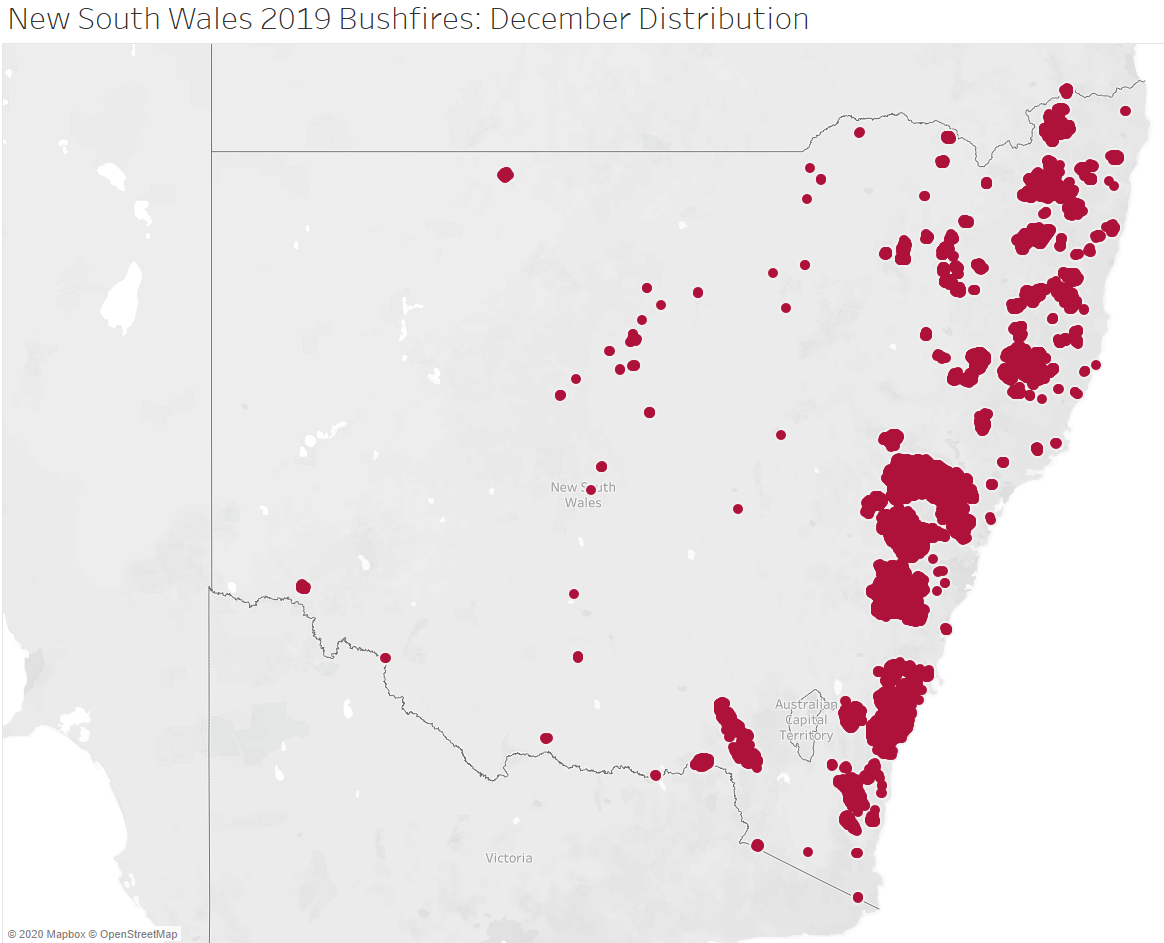 New South Wales 2019 Bushfires: December Distribution
New South
Wales
Australian
Capital
Territory
Victoria
© 2020 Mapbox © OpenStreetMap